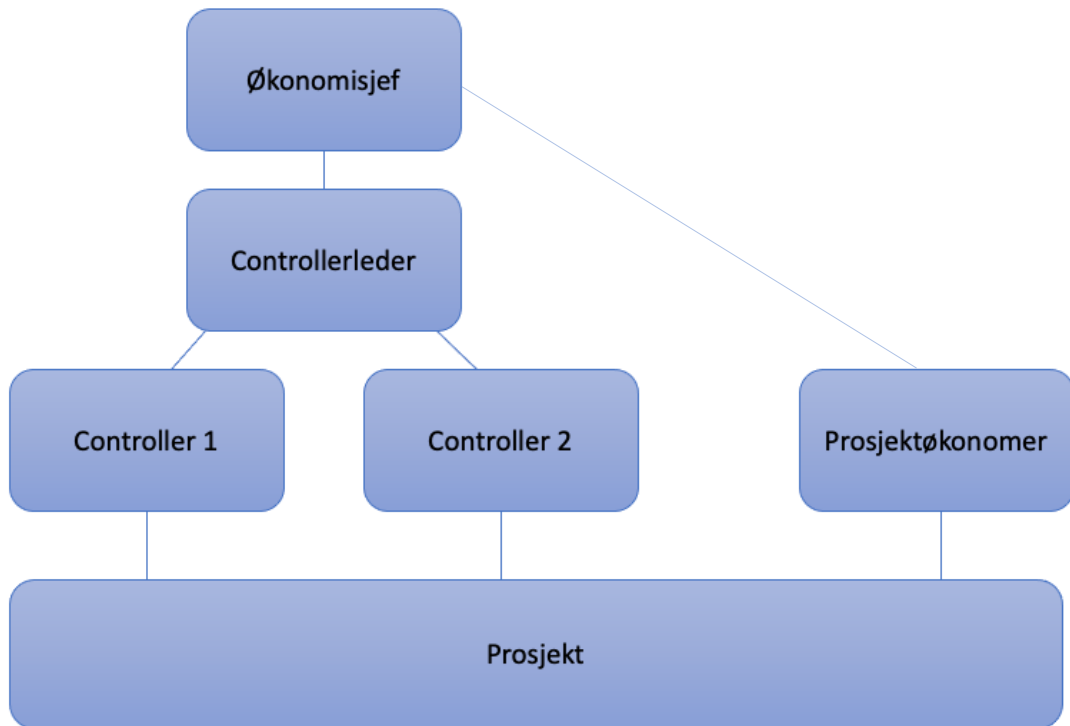 Økonomisjef
Controllerleder
Controller 1
Controller 2
Prosjektøkonomer
Prosjekt